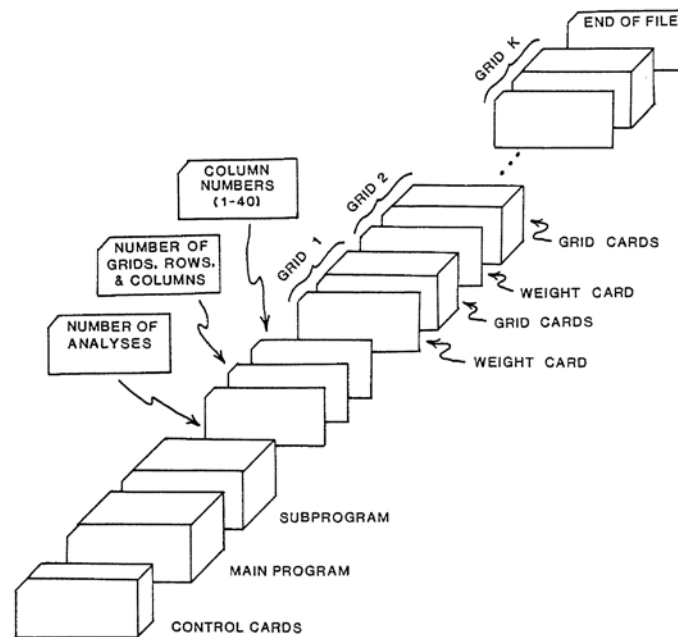 END OF FILE
GRID K
COLUMN
NUMBERS
(1-40)
GRID 2
NUMBER OF
GRIDS, ROWS,
& COLUMNS
GRID 1
GRID CARDS
WEIGHT CARD
NUMBER OF
ANALYSES
GRID CARDS
WEIGHT CARD
SUBPROGRAM
MAIN PROGRAM
CONTROL CARDS